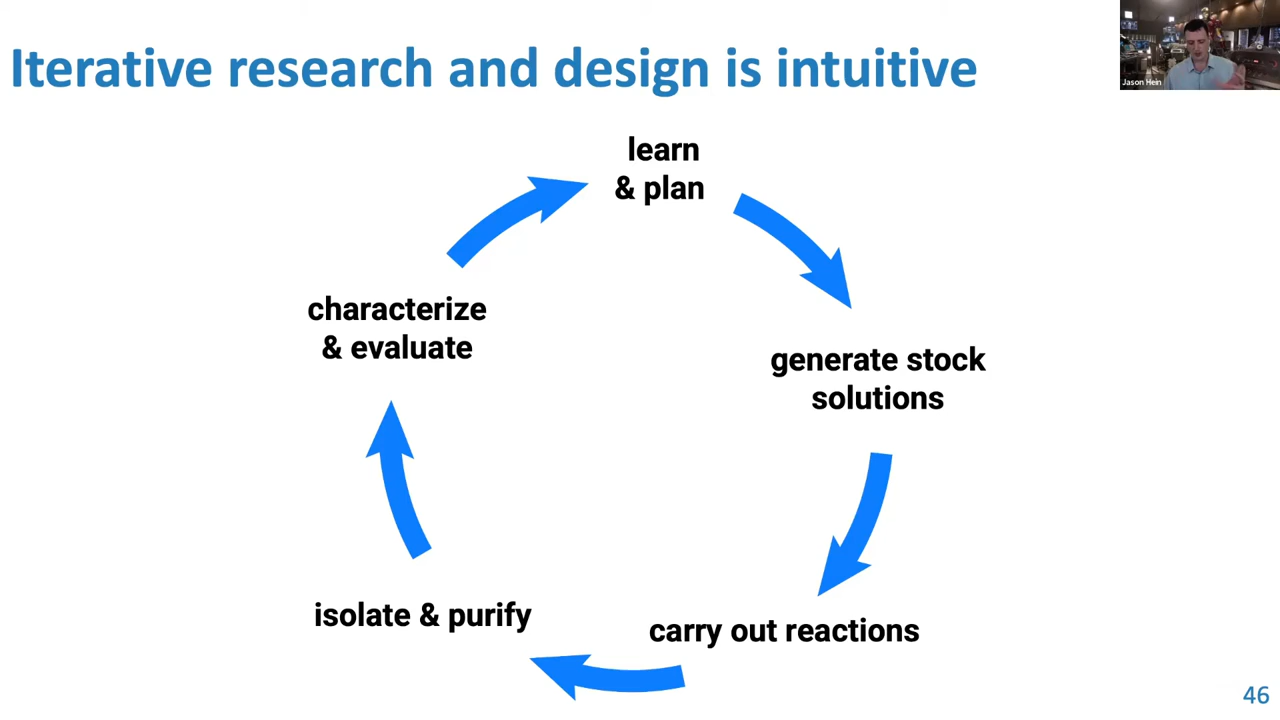 Iterative research and design is intuitive
Jason Hein
learn
& plan
generate stock
solutions
carry out reactions
isolate & purify
characterize
& evaluate
46